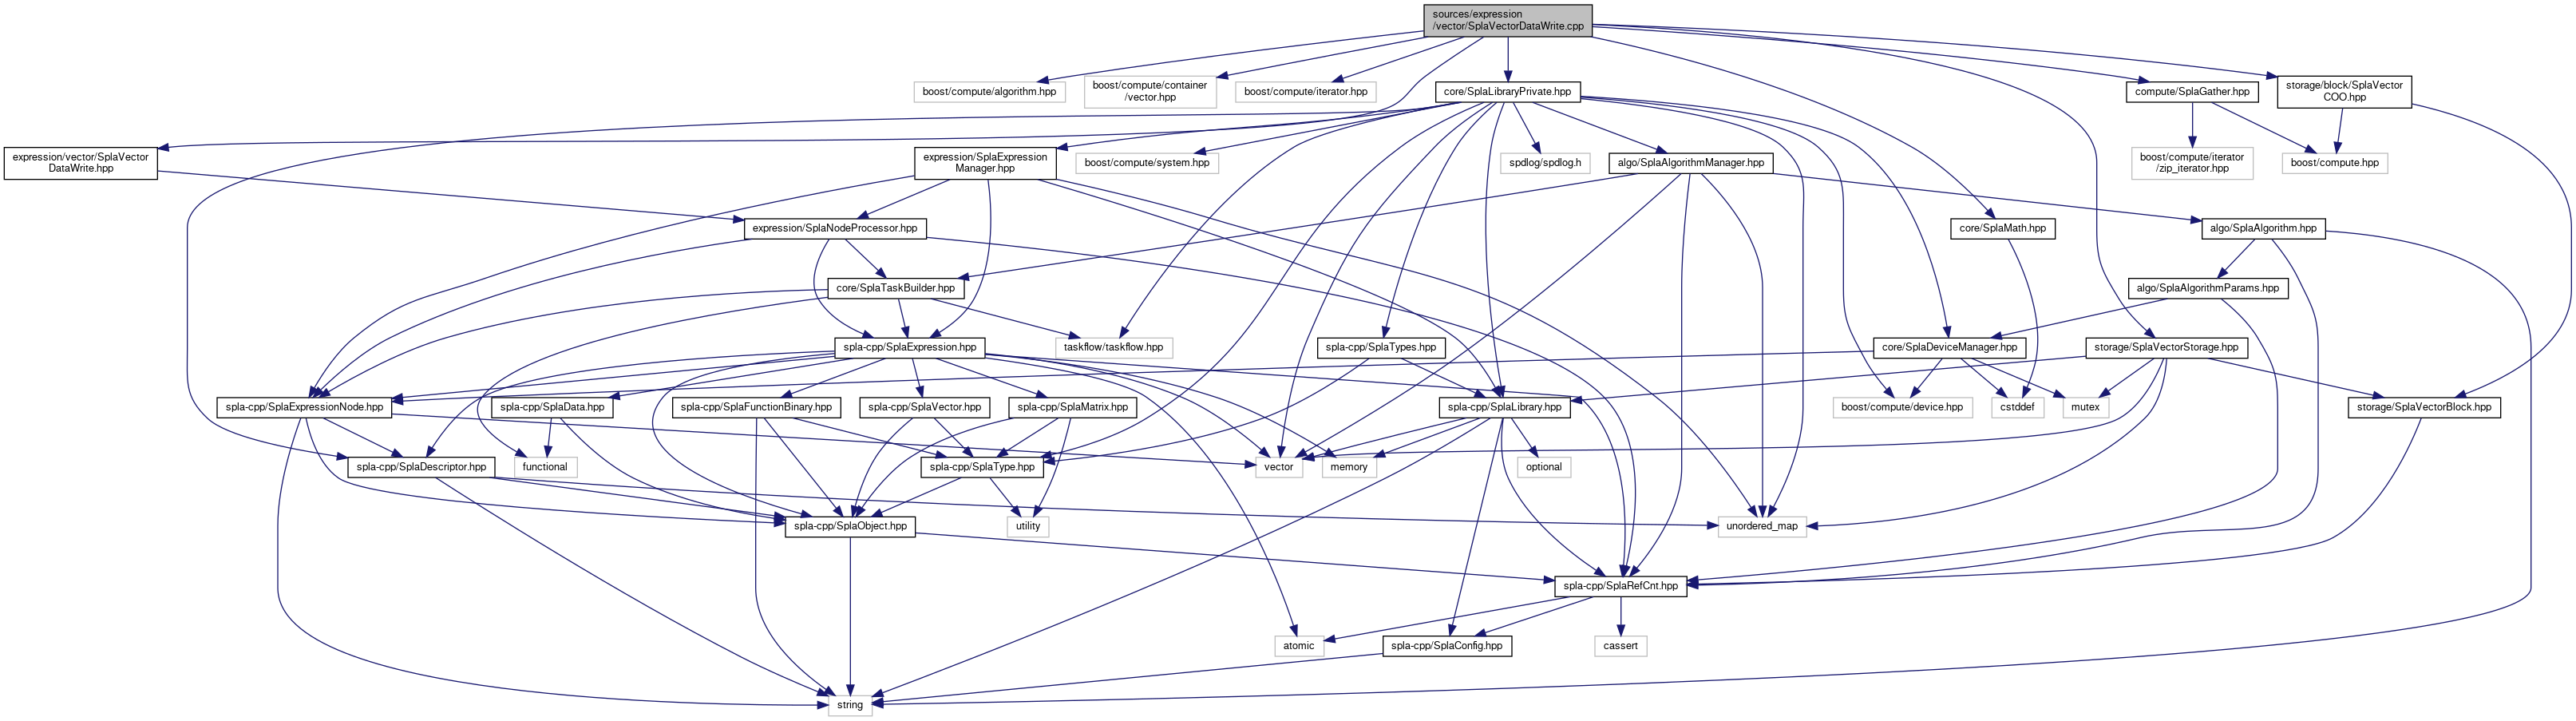 sources/expression
/vector/SplaVectorDataWrite.cpp
boost/compute/algorithm.hpp
boost/compute/container
/vector.hpp
boost/compute/iterator.hpp
core/SplaLibraryPrivate.hpp
compute/SplaGather.hpp
storage/block/SplaVector
COO.hpp
expression/vector/SplaVector
DataWrite.hpp
expression/SplaExpression
Manager.hpp
boost/compute/system.hpp
spdlog/spdlog.h
algo/SplaAlgorithmManager.hpp
boost/compute/iterator
/zip_iterator.hpp
boost/compute.hpp
expression/SplaNodeProcessor.hpp
core/SplaMath.hpp
algo/SplaAlgorithm.hpp
core/SplaTaskBuilder.hpp
algo/SplaAlgorithmParams.hpp
spla-cpp/SplaExpression.hpp
taskflow/taskflow.hpp
spla-cpp/SplaTypes.hpp
core/SplaDeviceManager.hpp
storage/SplaVectorStorage.hpp
spla-cpp/SplaExpressionNode.hpp
spla-cpp/SplaData.hpp
spla-cpp/SplaFunctionBinary.hpp
spla-cpp/SplaVector.hpp
spla-cpp/SplaMatrix.hpp
spla-cpp/SplaLibrary.hpp
boost/compute/device.hpp
cstddef
mutex
storage/SplaVectorBlock.hpp
spla-cpp/SplaDescriptor.hpp
functional
spla-cpp/SplaType.hpp
vector
memory
optional
spla-cpp/SplaObject.hpp
utility
unordered_map
spla-cpp/SplaRefCnt.hpp
atomic
spla-cpp/SplaConfig.hpp
cassert
string